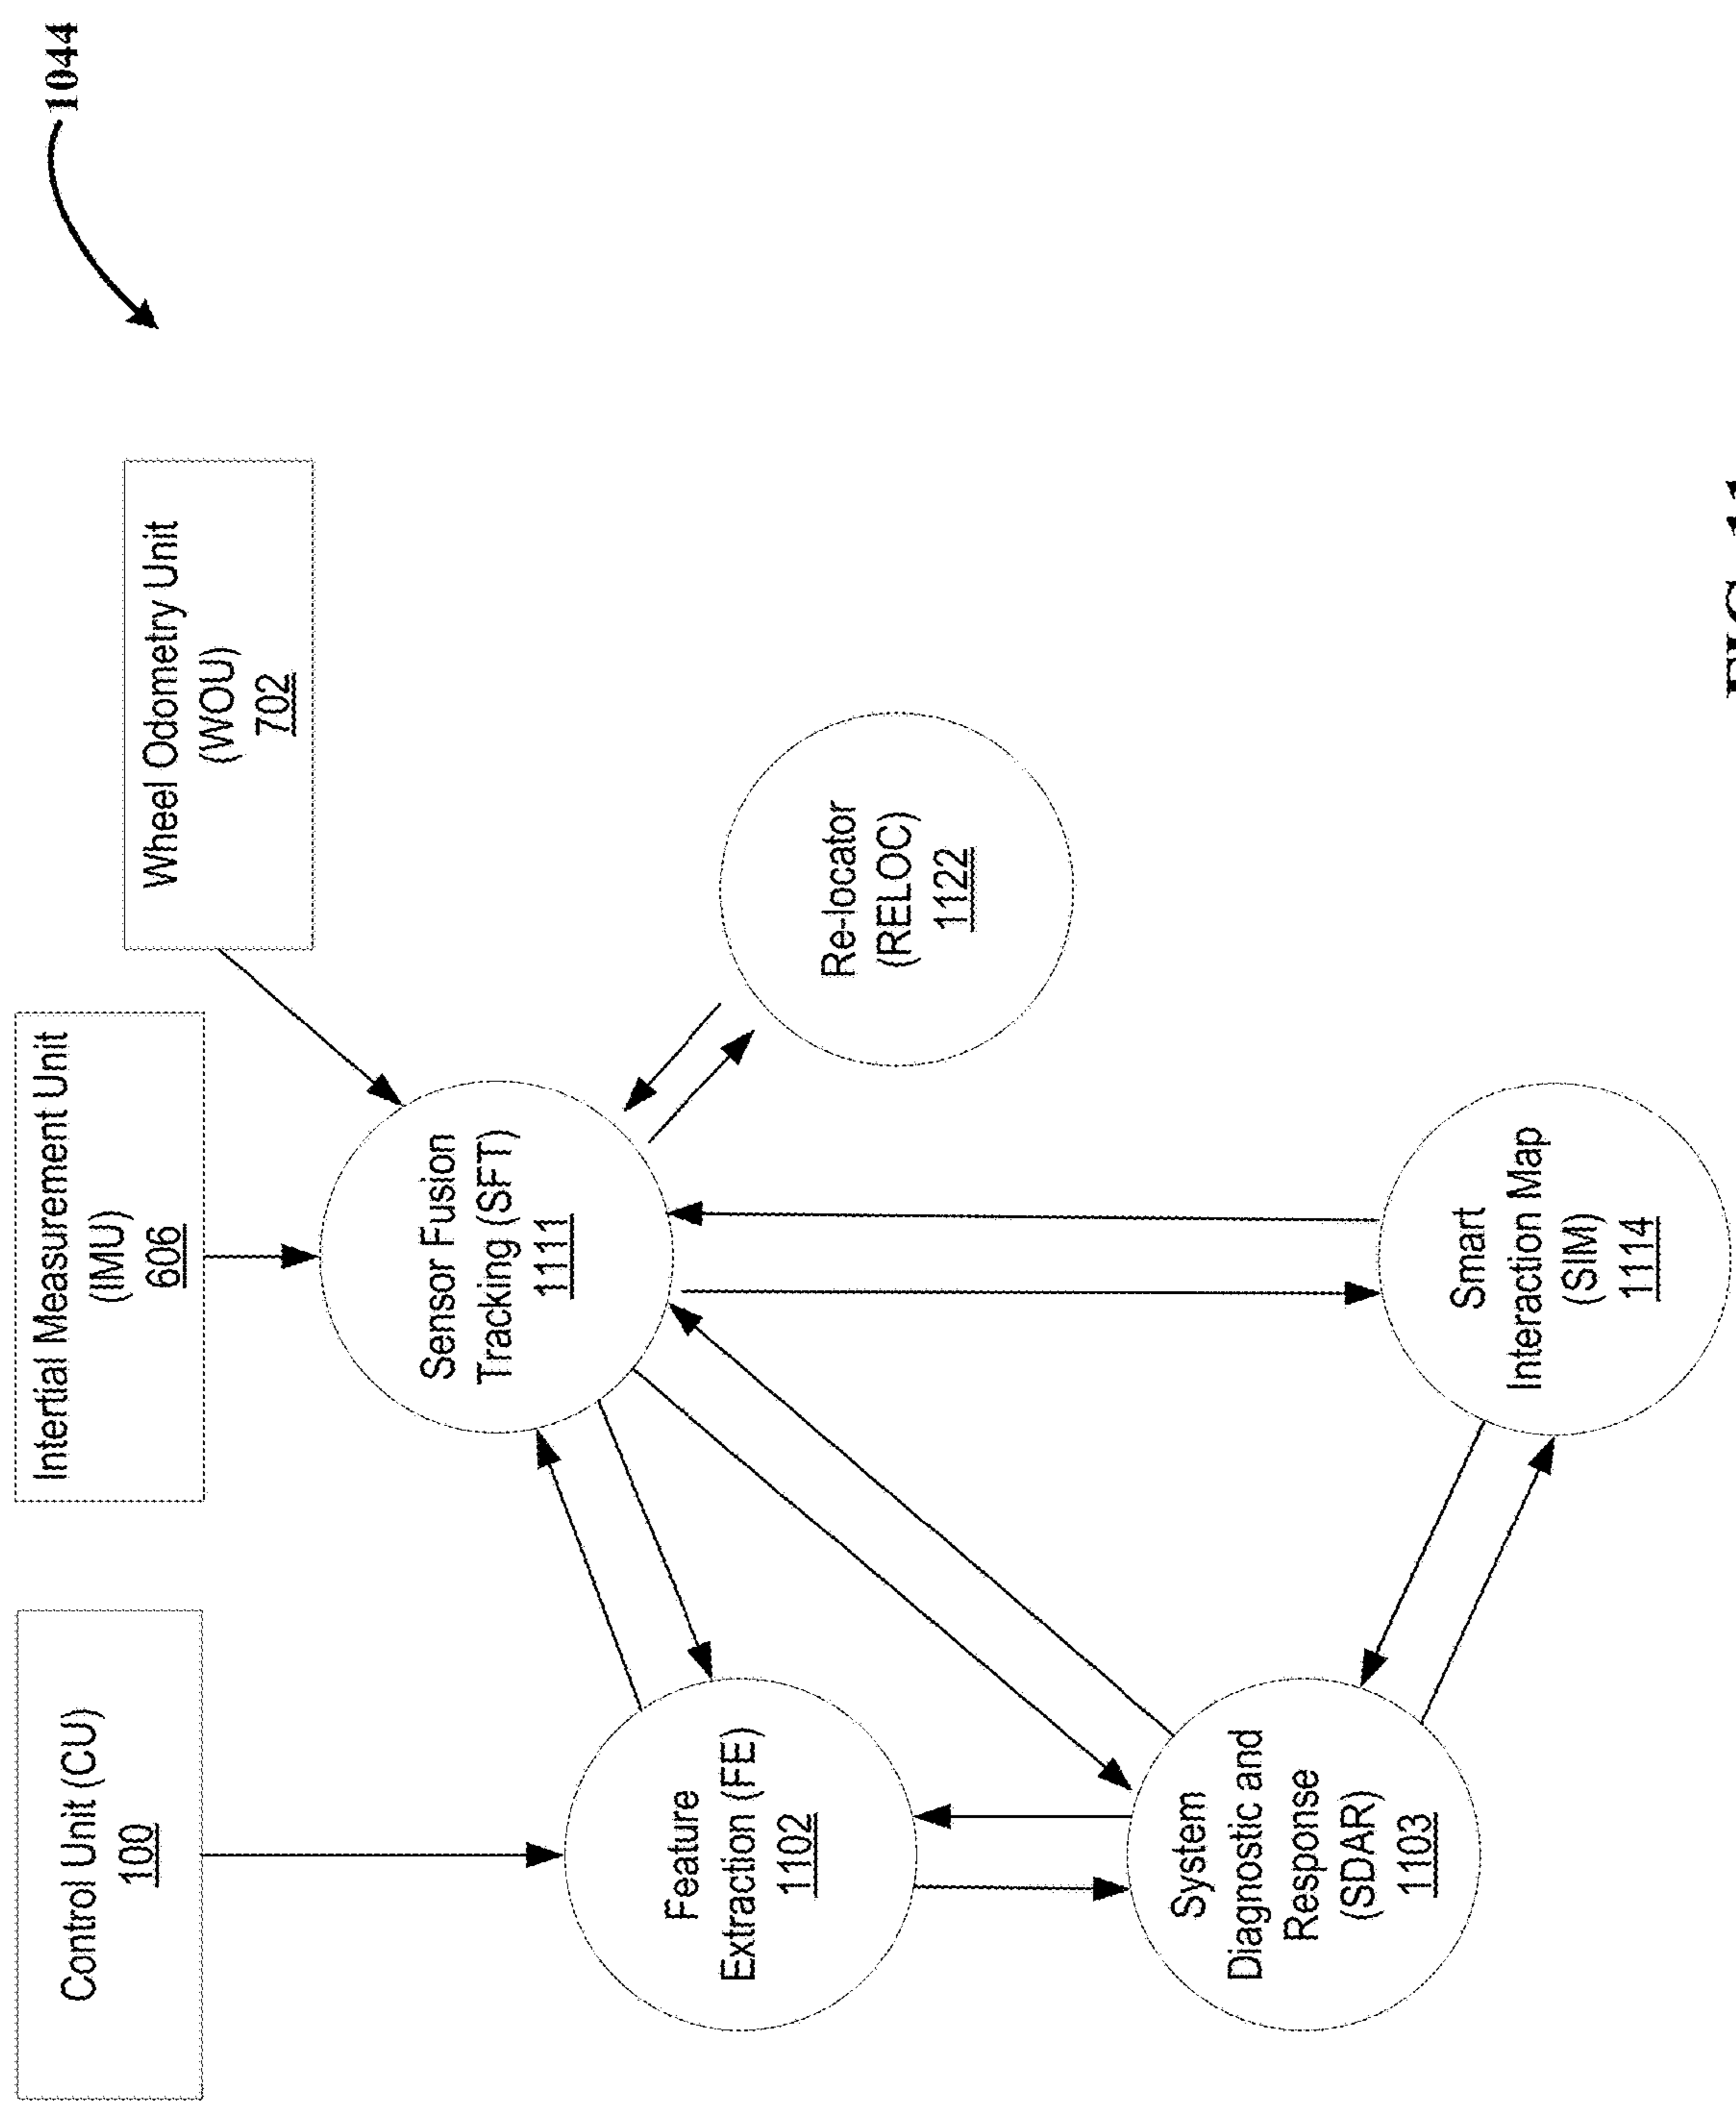 1044
Control Unit (CU)
100
Intertial Measurement Unit
(IMU)
606
Wheel Odometry Unit
(WOU)
702
Sensor Fusion
Tracking (SFT)
1111
Feature
Extraction (FE)
1102
Re-locator
(RELOC)
1122
System
Diagnostic and
Response
(SDAR)
1103
Smart
Interaction Map
(SIM)
1114